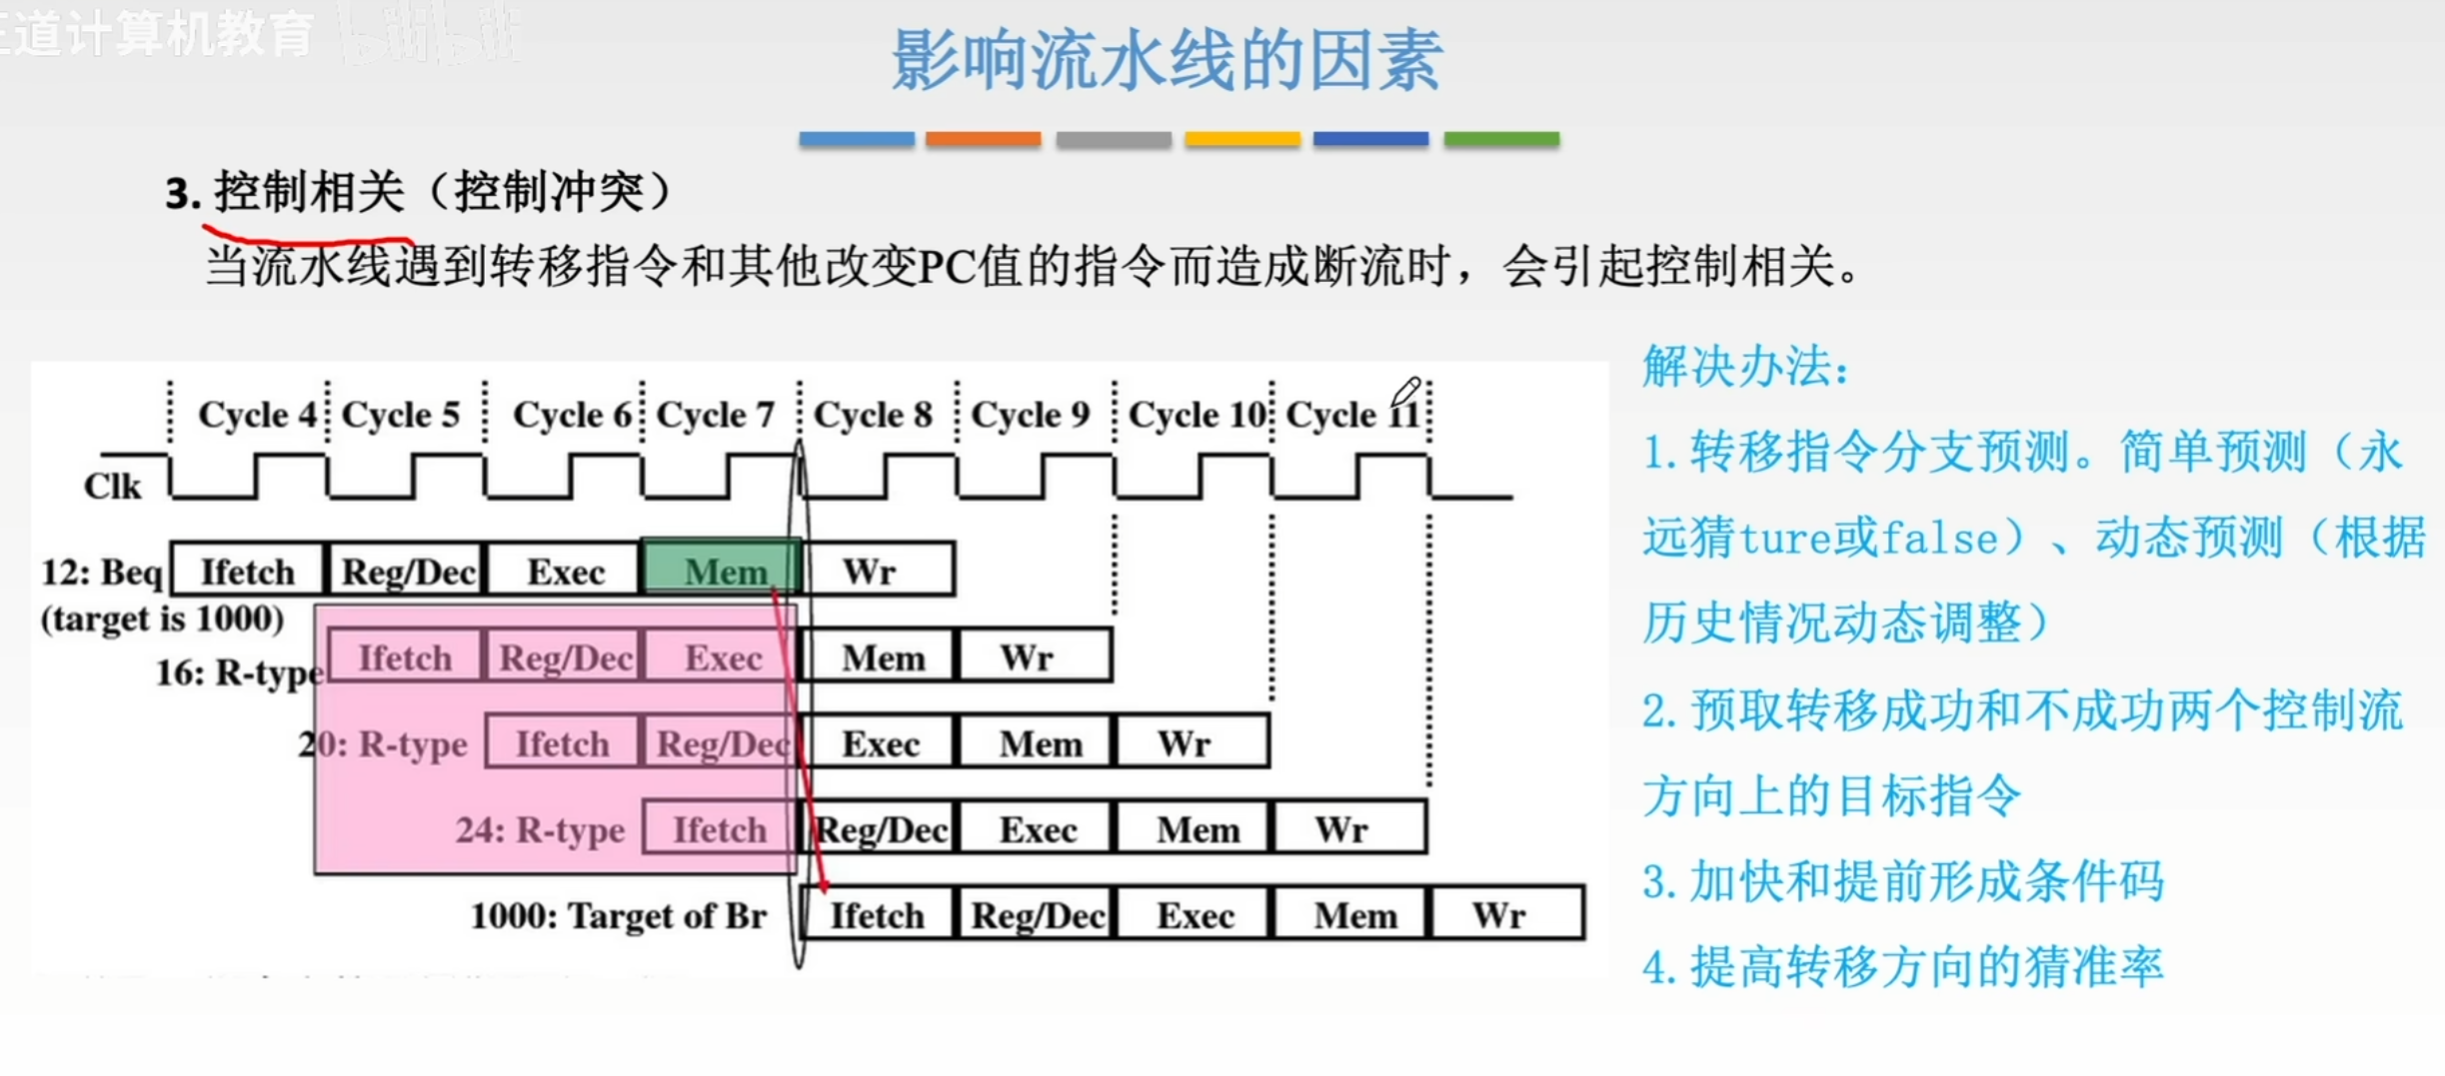 道计算机教育 bilibili
影响流水线的因素
3. 控制相关（控制冲突）
当流水线遇到转移指令和其他改变PC值的指令而造成断流时，会引起控制相关。
Cycle 4 Cycle 5 Cycle 6 Cycle 7 Cycle 8 Cycle 9 Cycle 10 Cycle 11
Clk
12: Beq Ifetch Reg/Dec Exec Mem Wr
(target is 1000)
16: R-type Ifetch Reg/Dec Exec Mem Wr
20: R-type Ifetch Reg/Dec Exec Mem Wr
24: R-type Ifetch Reg/Dec Exec Mem Wr
1000: Target of Br Ifetch Reg/Dec Exec Mem Wr
解决办法：
1.转移指令分支预测。简单预测（永
远猜ture或false）、动态预测（根据
历史情况动态调整）
2.预取转移成功和不成功两个控制流
方向上的目标指令
3.加快和提前形成条件码
4.提高转移方向的猜准率